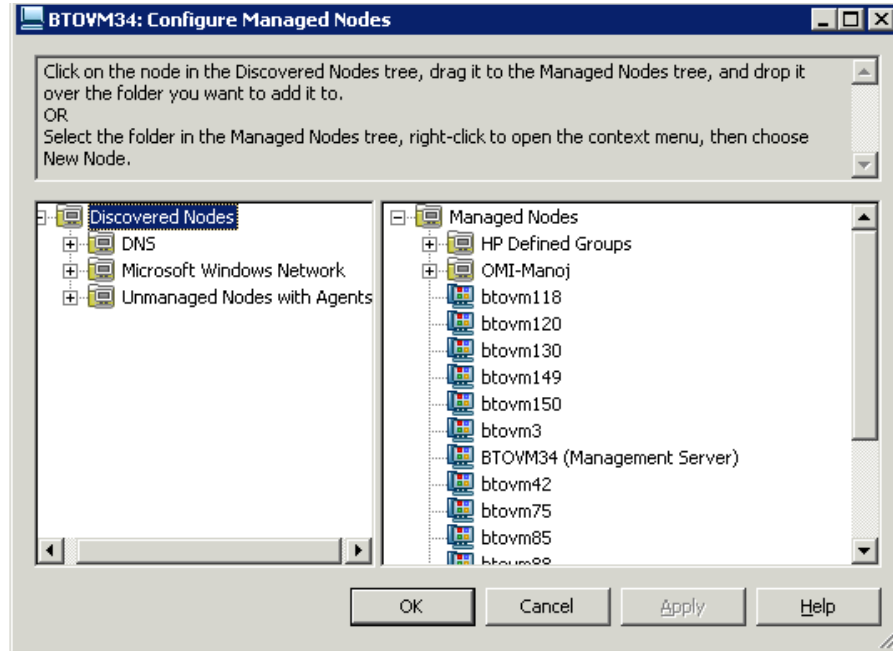 BTOVM34: Configure Managed Nodes
Click on the node in the Discovered Nodes tree, drag it to the Managed Nodes tree, and drop it
over the folder you want to add it to.
OR
Select the folder in the Managed Nodes tree, right-click to open the context menu, then choose
New Node.
Discovered Nodes
DNS
Microsoft Windows Network
Unmanaged Nodes with Agents
Managed Nodes
HP Defined Groups
OMI-Manoj
btovm118
btovm120
btovm130
btovm149
btovm150
btovm3
BTOVM34 (Management Server)
btovm42
btovm75
btovm85
OK
Cancel
Apply
Help